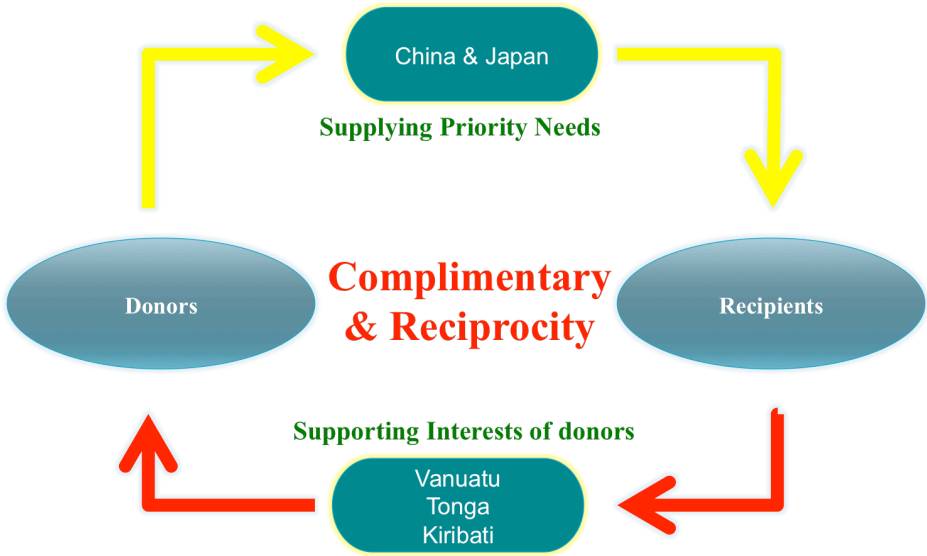 China & Japan
Supplying Priority Needs
Donors
Complimentary
& Reciprocity
Recipients
Supporting Interests of donors
Vanuatu
Tonga
Kiribati